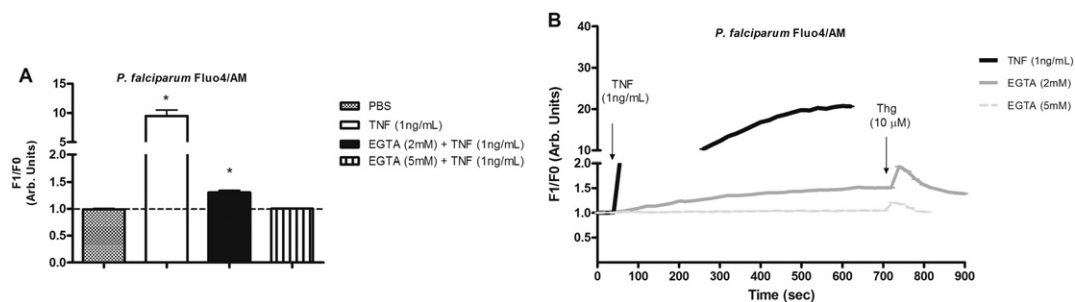 A
P. falciparum Fluo4/AM
F1/F0
(Arb. Units)
15
10
5
2.0
1.5
1.0
0.5
0.0
*
*
PBS
TNF (1ng/mL)
EGTA (2mM) + TNF (1ng/mL)
EGTA (5mM) + TNF (1ng/mL)
B
P. falciparum Fluo4/AM
F1/F0 (Arb. Units)
40
30
20
10
2.0
1.5
1.0
0.5
TNF
(1ng/mL)
Thg
(10 µM)
TNF (1ng/mL)
EGTA (2mM)
EGTA (5mM)
0 100 200 300 400 500 600 700 800 900
Time (sec)